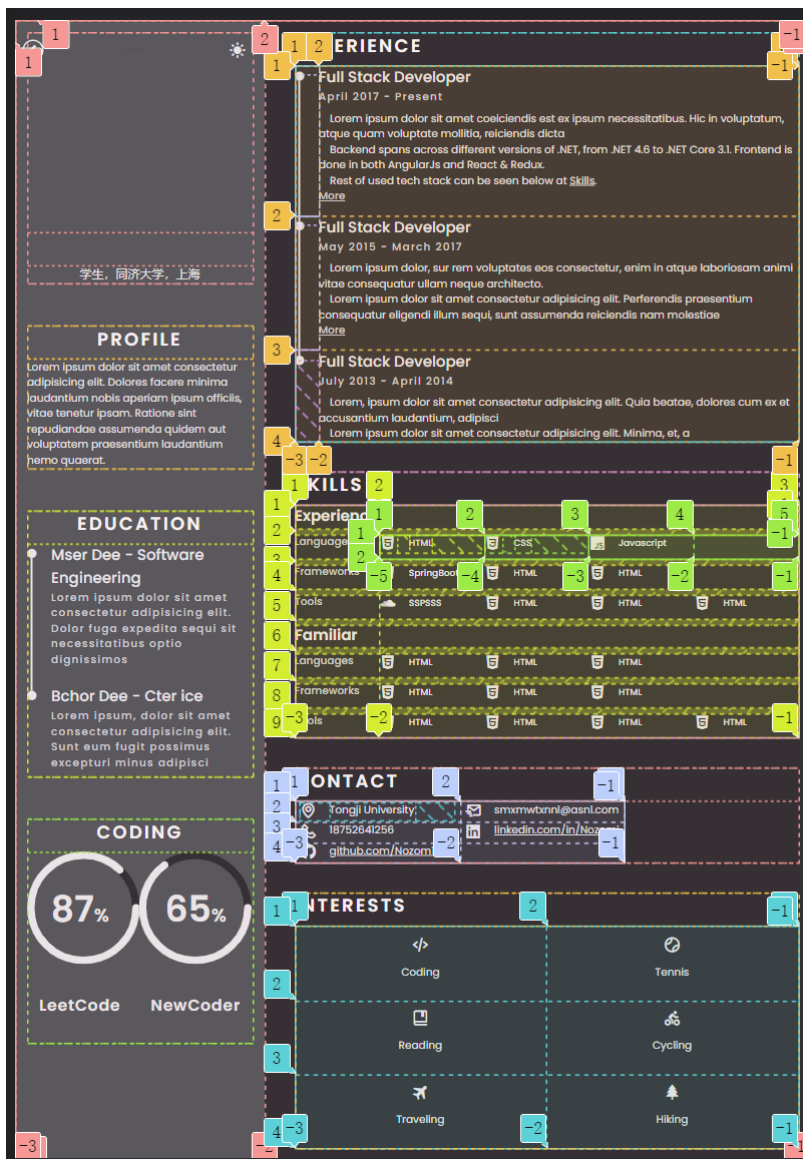 学生，同济大学，上海
PROFILE
Lorem ipsum dolor sit amet consectetur
adipisicing elit. Dolores facere minima
laudantium nobis aperiam ipsum officiis,
vitae tenetur ipsam. Ratione sint
repudiandae assumenda quidem aut
voluptatem praesentium laudantium
nemo quaerat.
EDUCATION
Mser Dee - Software
Engineering
Lorem ipsum dolor sit amet
consectetur adipisicing elit.
Dolor fuga expedita sequi sit
necessitatibus optio
dignissimos
Bchor Dee - Cter ice
Lorem ipsum, dolor sit amet
consectetur adipisicing elit.
Sunt eum fugit possimus
excepturi minus adipisci
CODING
87% 65%
LeetCode NewCoder
ERIENCE
Full Stack Developer
April 2017 - Present
Lorem ipsum dolor sit amet coeiciendis est ex ipsum necessitatibus. Hic in voluptatum,
atque quam voluptate mollitia, reiciendis dicta
Backend spans across different versions of .NET, from .NET 4.6 to .NET Core 3.1. Frontend is
done in both AngularJs and React & Redux.
Rest of used tech stack can be seen below at Skills.
More
Full Stack Developer
May 2015 - March 2017
Lorem ipsum dolor, sur rem voluptates eos consectetur, enim in atque laboriosam animi
vitae consequatur ullam neque architecto.
Lorem ipsum dolor sit amet consectetur adipisicing elit. Perferendis praesentium
consequatur eligendi illum sequi, sunt assumenda reiciendis nam molestiae
More
Full Stack Developer
July 2013 - April 2014
Lorem, ipsum dolor sit amet consectetur adipisicing elit. Quia beatae, dolores cum ex et
accusantium laudantium, adipisci
Lorem ipsum dolor sit amet consectetur adipisicing elit. Minima, et, a
KILLS
Experienc
Language HTML CSS Javascript
Frameworks SpringBoot HTML HTML
Tools SSPSSS HTML HTML HTML
Familiar
Languages HTML HTML HTML
Frameworks HTML HTML HTML
ools HTML HTML HTML HTML
ONTACT
Tongji University smxmwtxnnl@asnl.com
18752641256 linkedin.com/in/Nozom
github.com/Nozom
NTERESTS
Coding Tennis
Reading Cycling
Traveling Hiking